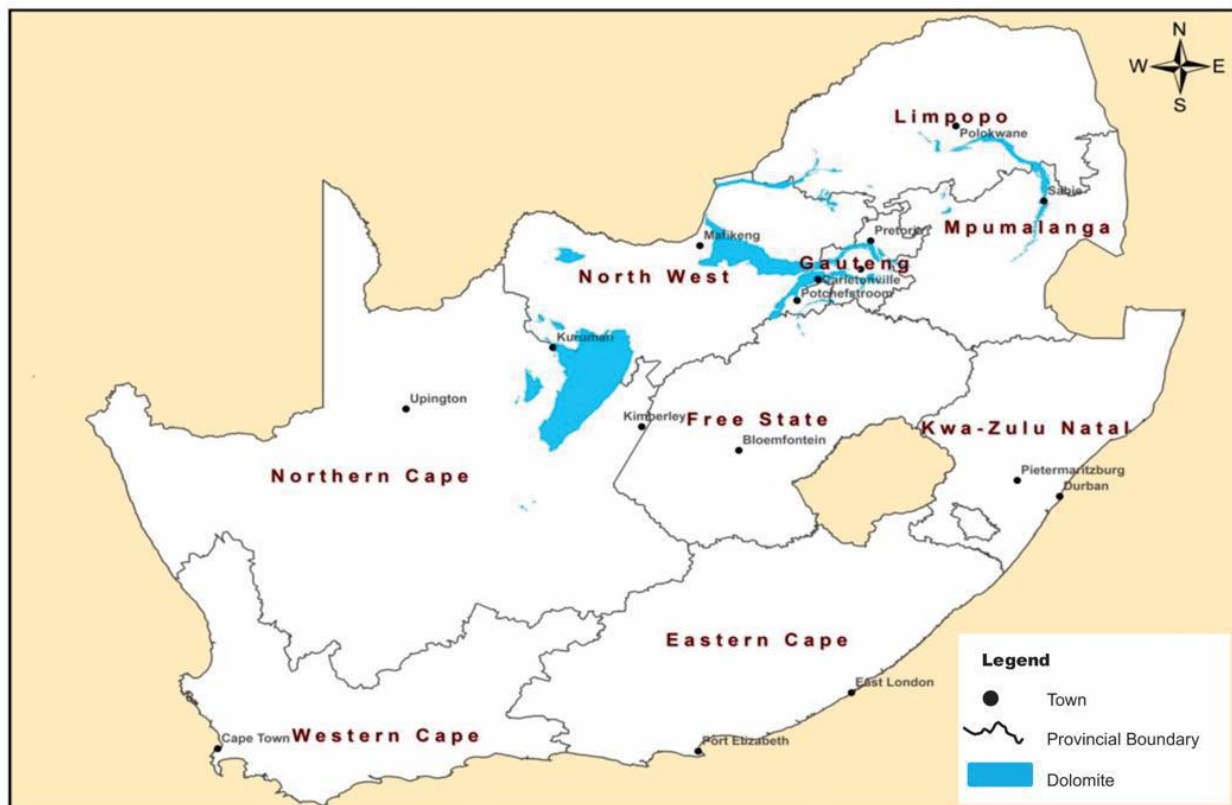 N
W E
S
Limpopo
Polokwane
Sabie
Mpumalanga
Pretoria
Mafikeng
Gauteng
North West
Carletonville
Potchefstroom
Kuruman
Upington
Kimberley
Free State
Bloemfontein
Kwa-Zulu Natal
Northern Cape
Pietermaritzburg
Durban
Eastern Cape
East London
Western Cape
Cape Town
Port Elizabeth
Legend
Town
Provincial Boundary
Dolomite